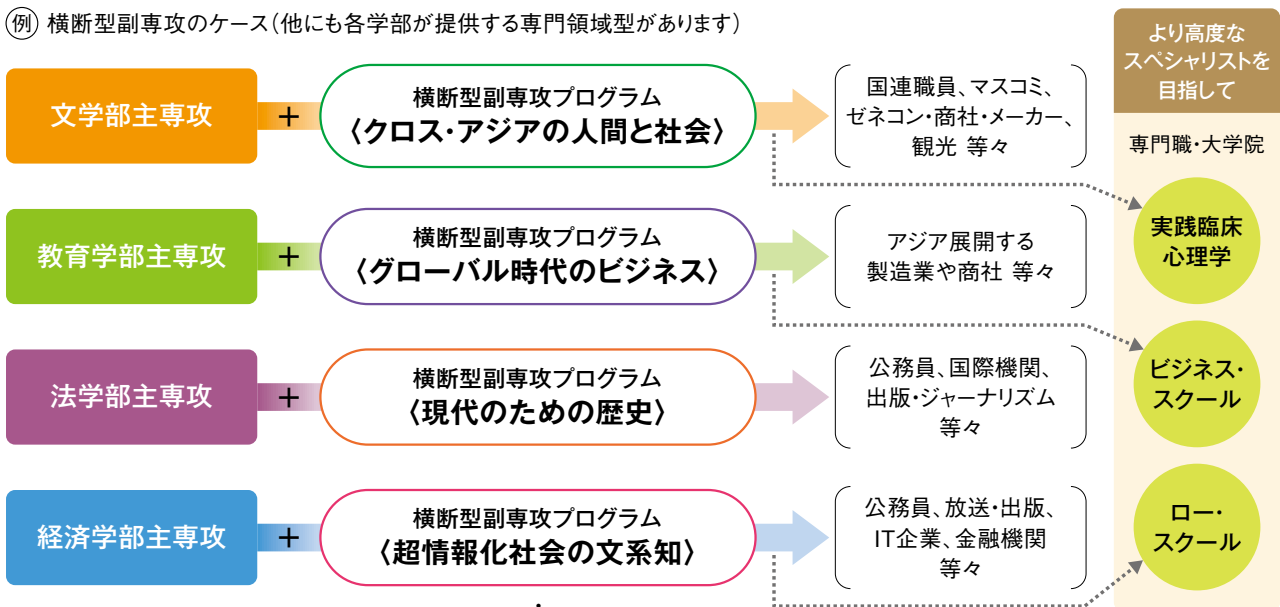 例 横断型副専攻のケース(他にも各学部が提供する専門領域型があります)
より高度な
スペシャリストを
目指して
専門職・大学院
文学部主専攻
+
横断型副専攻プログラム
〈クロス・アジアの人間と社会〉
国連職員、マスコミ、
ゼネコン・商社・メーカー、
観光 等々
実践臨床
心理学
教育学部主専攻
+
横断型副専攻プログラム
〈グローバル時代のビジネス〉
アジア展開する
製造業や商社 等々
ビジネス・
スクール
法学部主専攻
+
横断型副専攻プログラム
〈現代のための歴史〉
公務員、国際機関、
出版・ジャーナリズム
等々
ロー・
スクール
経済学部主専攻
+
横断型副専攻プログラム
〈超情報化社会の文系知〉
公務員、放送・出版、
IT企業、金融機関
等々